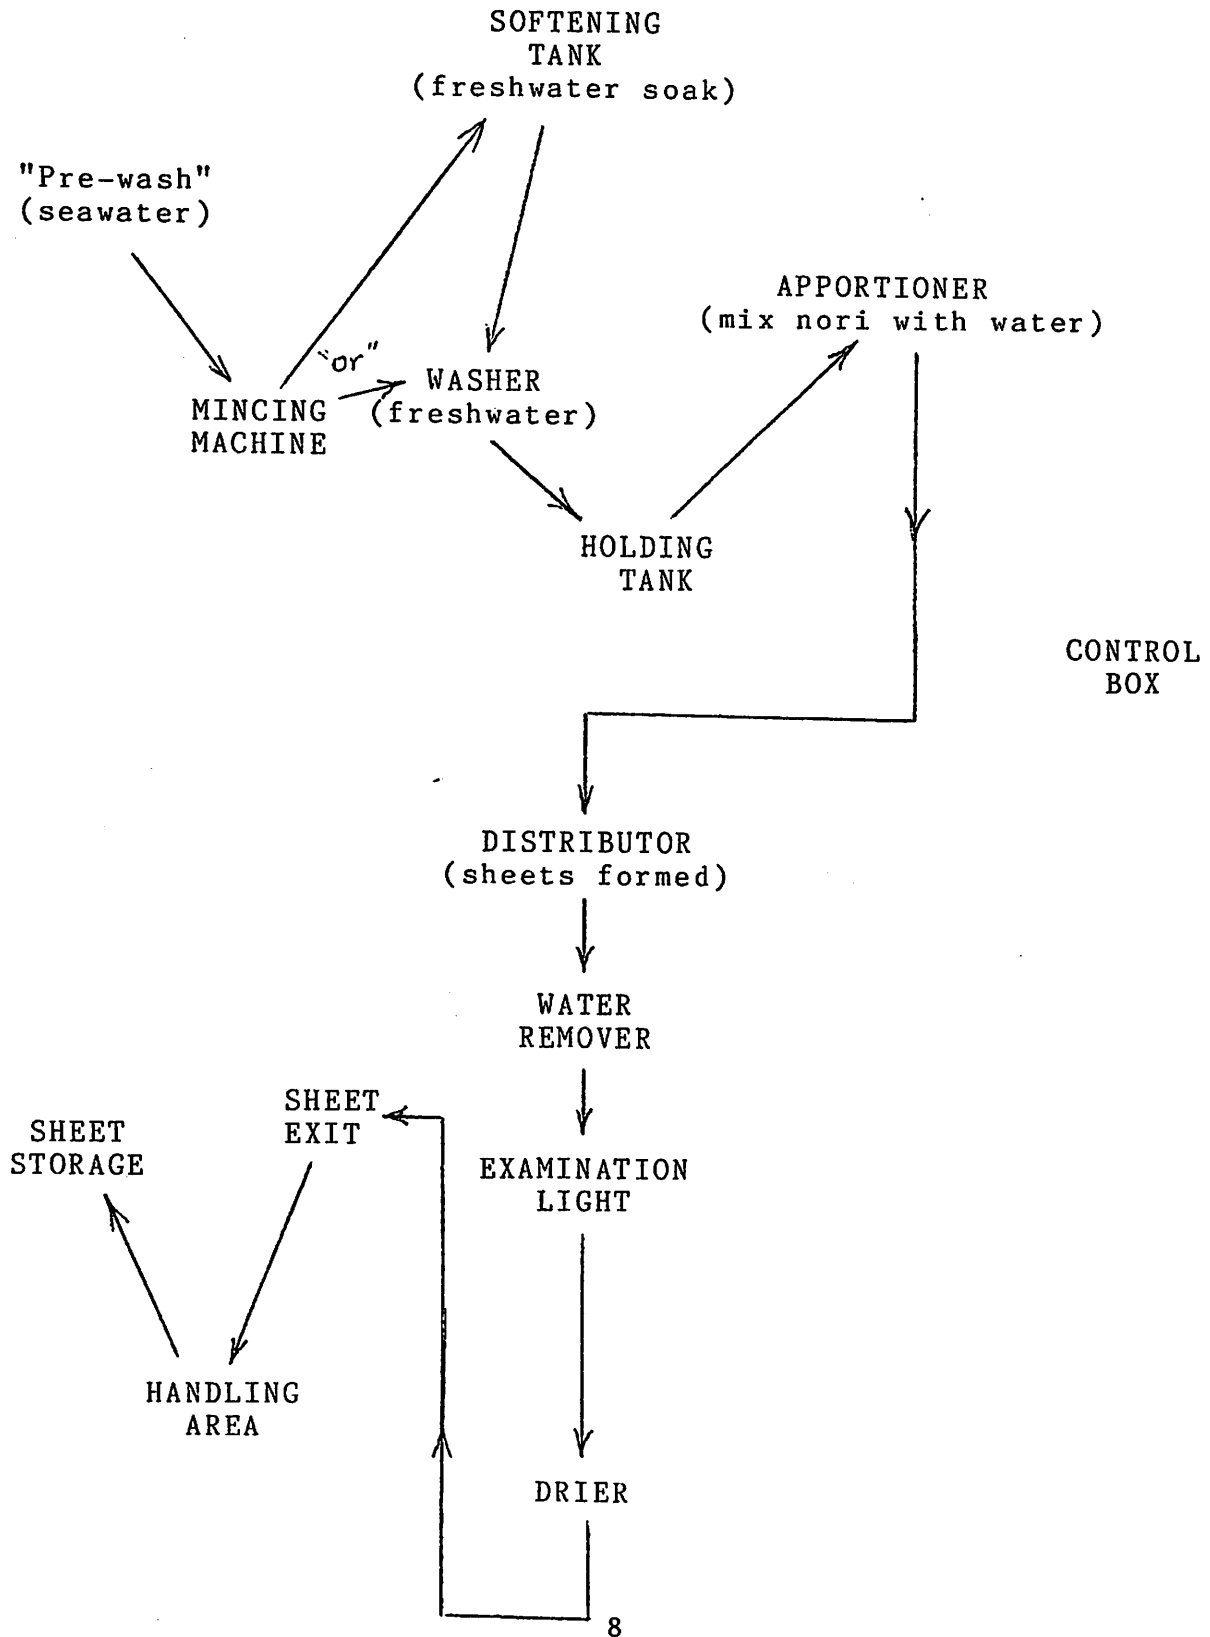 SOFTENING
TANK
(freshwater soak)
"Pre-wash"
(seawater)
APPORTIONER
(mix nori with water)
"or"
WASHER
(freshwater)
MINCING
MACHINE
HOLDING
TANK
CONTROL
BOX
DISTRIBUTOR
(sheets formed)
WATER
REMOVER
SHEET
EXIT
SHEET
STORAGE
EXAMINATION
LIGHT
HANDLING
AREA
DRIER
8